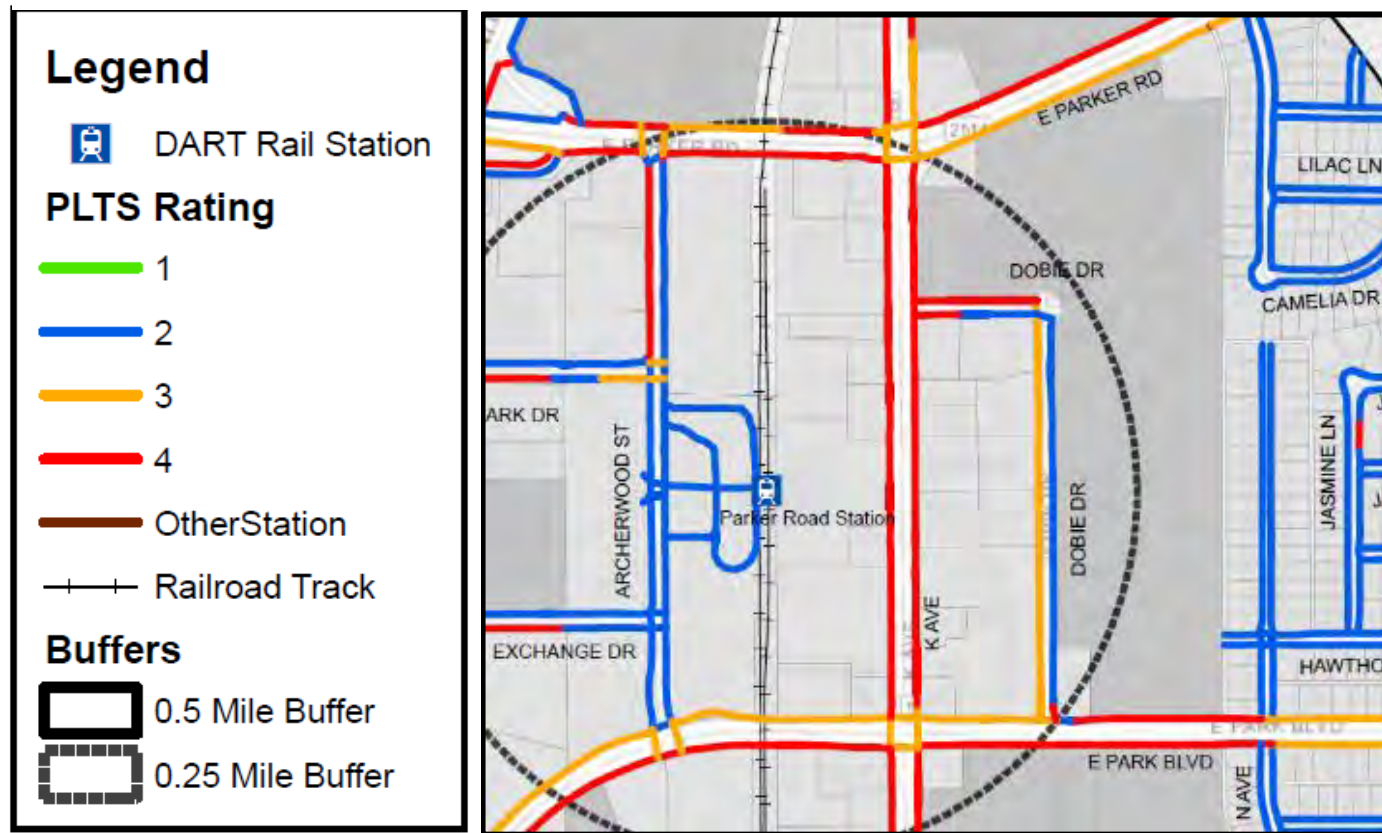 Legend
DART Rail Station
PLTS Rating
1
2
3
4
OtherStation
Railroad Track
Buffers
0.5 Mile Buffer
0.25 Mile Buffer
E PARKER RD
LILAC LN
DOBIE DR
CAMELIA DR
ARK DR
ARCHERWOOD ST
Parker Road Station
DOBIE DR
JASMINE LN
K AVE
K AVE
EXCHANGE DR
HAWTHO
E PARK BLVD
E PARK BLVD
N AVE